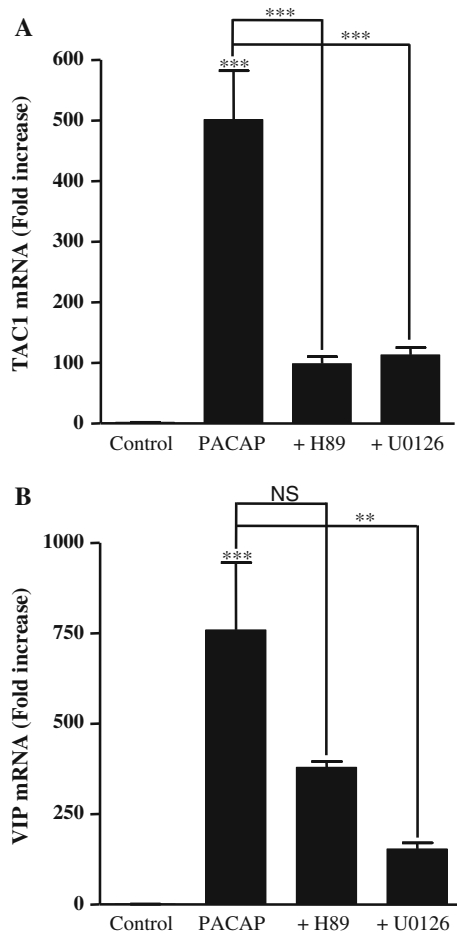 A
***
***
***
600
500
400
300
200
100
0
TAC1 mRNA (Fold increase)
Control PACAP + H89 + U0126
B
NS
**
***
1000
750
500
250
0
VIP mRNA (Fold increase)
Control PACAP + H89 + U0126